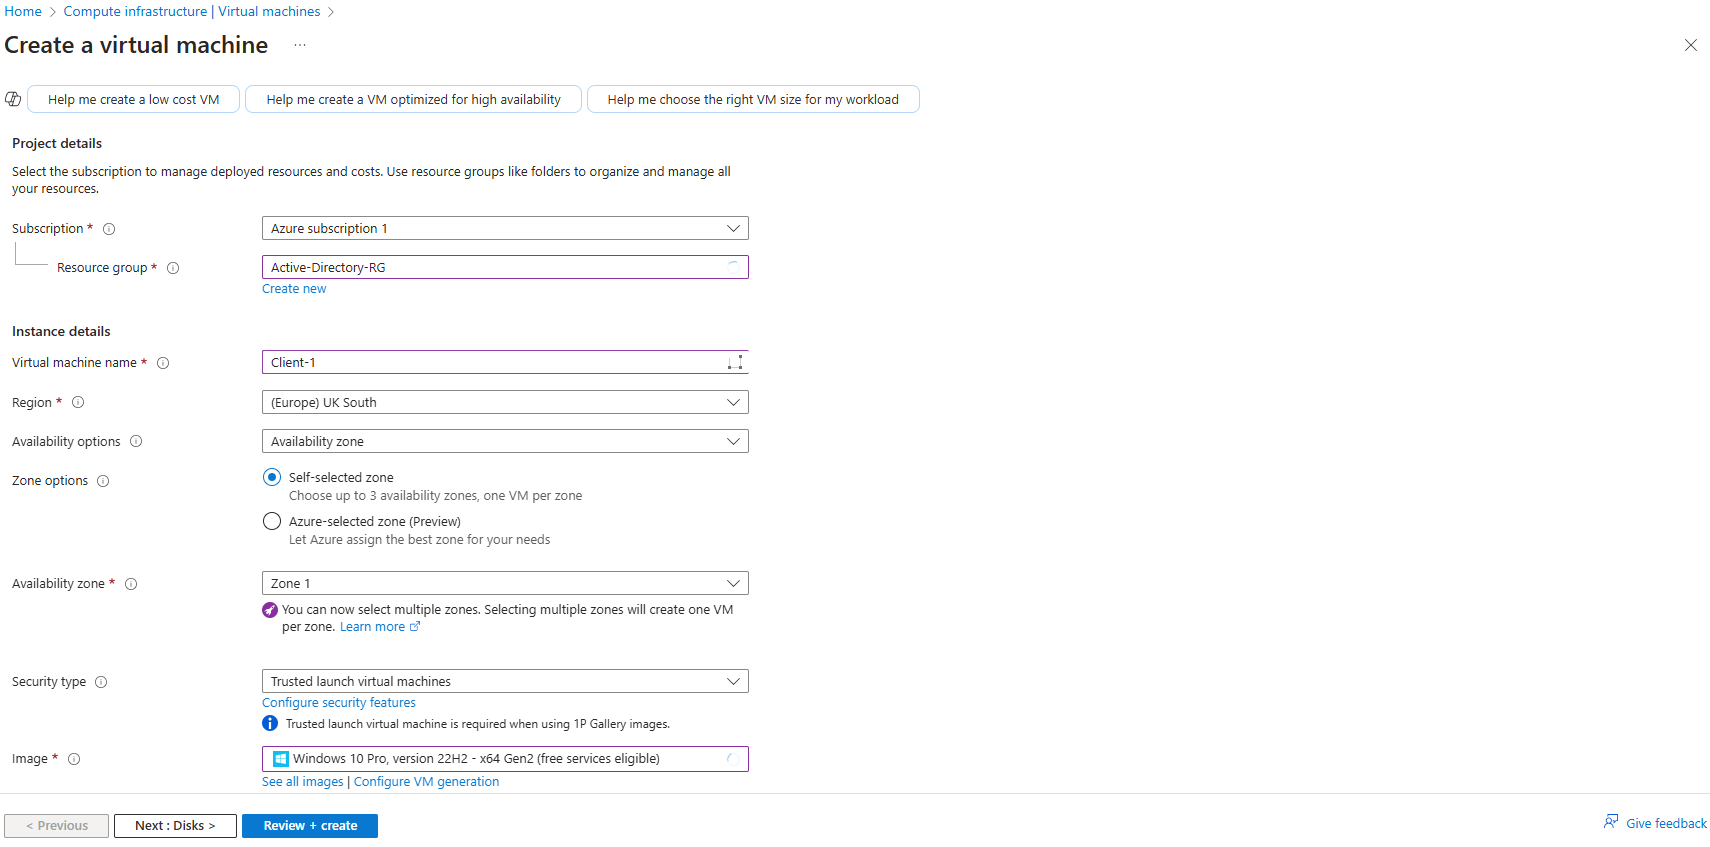 Home > Compute infrastructure | Virtual machines >
Create a virtual machine ...
Help me create a low cost VM Help me create a VM optimized for high availability Help me choose the right VM size for my workload
Project details
Select the subscription to manage deployed resources and costs. Use resource groups like folders to organize and manage all
your resources.
Subscription * Azure subscription 1
Resource group * Active-Directory-RG
Create new
Instance details
Virtual machine name * Client-1
Region * (Europe) UK South
Availability options Availability zone
Zone options Self-selected zone
Choose up to 3 availability zones, one VM per zone
Azure-selected zone (Preview)
Let Azure assign the best zone for your needs
Availability zone * Zone 1
You can now select multiple zones. Selecting multiple zones will create one VM
per zone. Learn more
Security type Trusted launch virtual machines
Configure security features
Trusted launch virtual machine is required when using 1P Gallery images.
Image * Windows 10 Pro, version 22H2 - x64 Gen2 (free services eligible)
See all images | Configure VM generation
< Previous Next : Disks > Review + create Give feedback